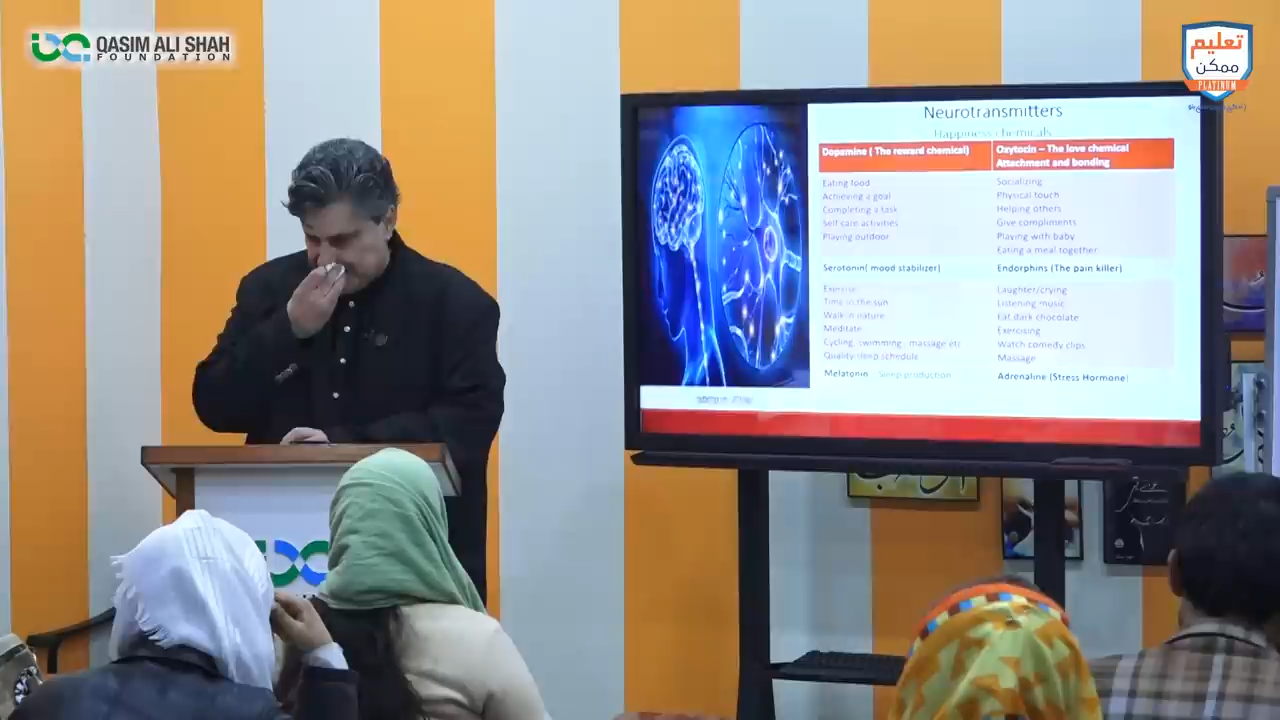 QASIM ALI SHAH
FOUNDATION
تعلیم
ممکن
PLATINUM
Neurotransmitters
Happiness chemicals
Dopamine ( The reward chemical)
Oxytocin – The love chemical
Attachment and bonding
Eating food
Achieving a goal
Completing a task
Self care activities
Playing outdoor
Socializing
Physical touch
Helping others
Give compliments
Playing with baby
Eating a meal together
Serotonin( mood stabilizer)
Endorphins (The pain killer)
Exercise
Time in the sun
Walk in nature
Meditate
Cycling, swimming, massage etc
Quality sleep schedule
Laughter/crying
Listening music
Eat dark chocolate
Exercising
Watch comedy clips
Massage
Melatonin – Sleep production
Adrenaline (Stress Hormone)